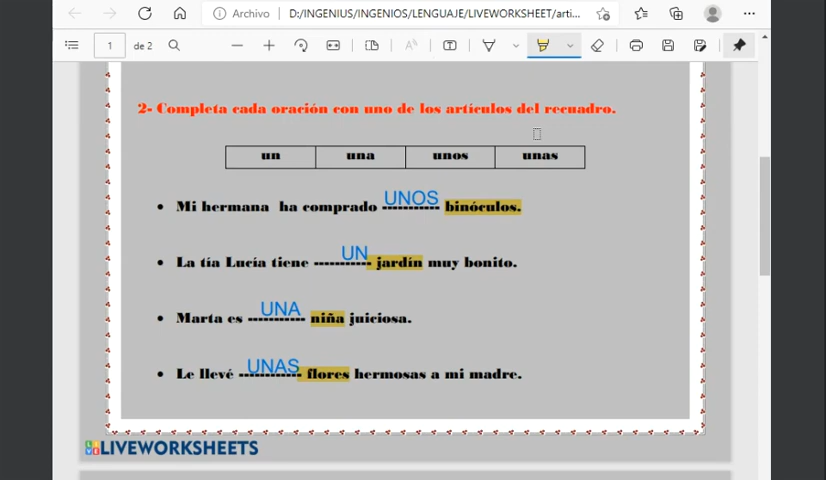 Archivo D:/INGENIUS/INGENIOS/LENGUAJE/LIVEWORKSHEET/arti...
1 de 2
2- Completa cada oración con uno de los artículos del recuadro.
un una unos unas
• Mi hermana ha comprado UNOS binóculos.
• La tía Lucía tiene UN jardín muy bonito.
• Marta es UNA niña juiciosa.
• Le llevé UNAS flores hermosas a mi madre.
LIVEWORKSHEETS